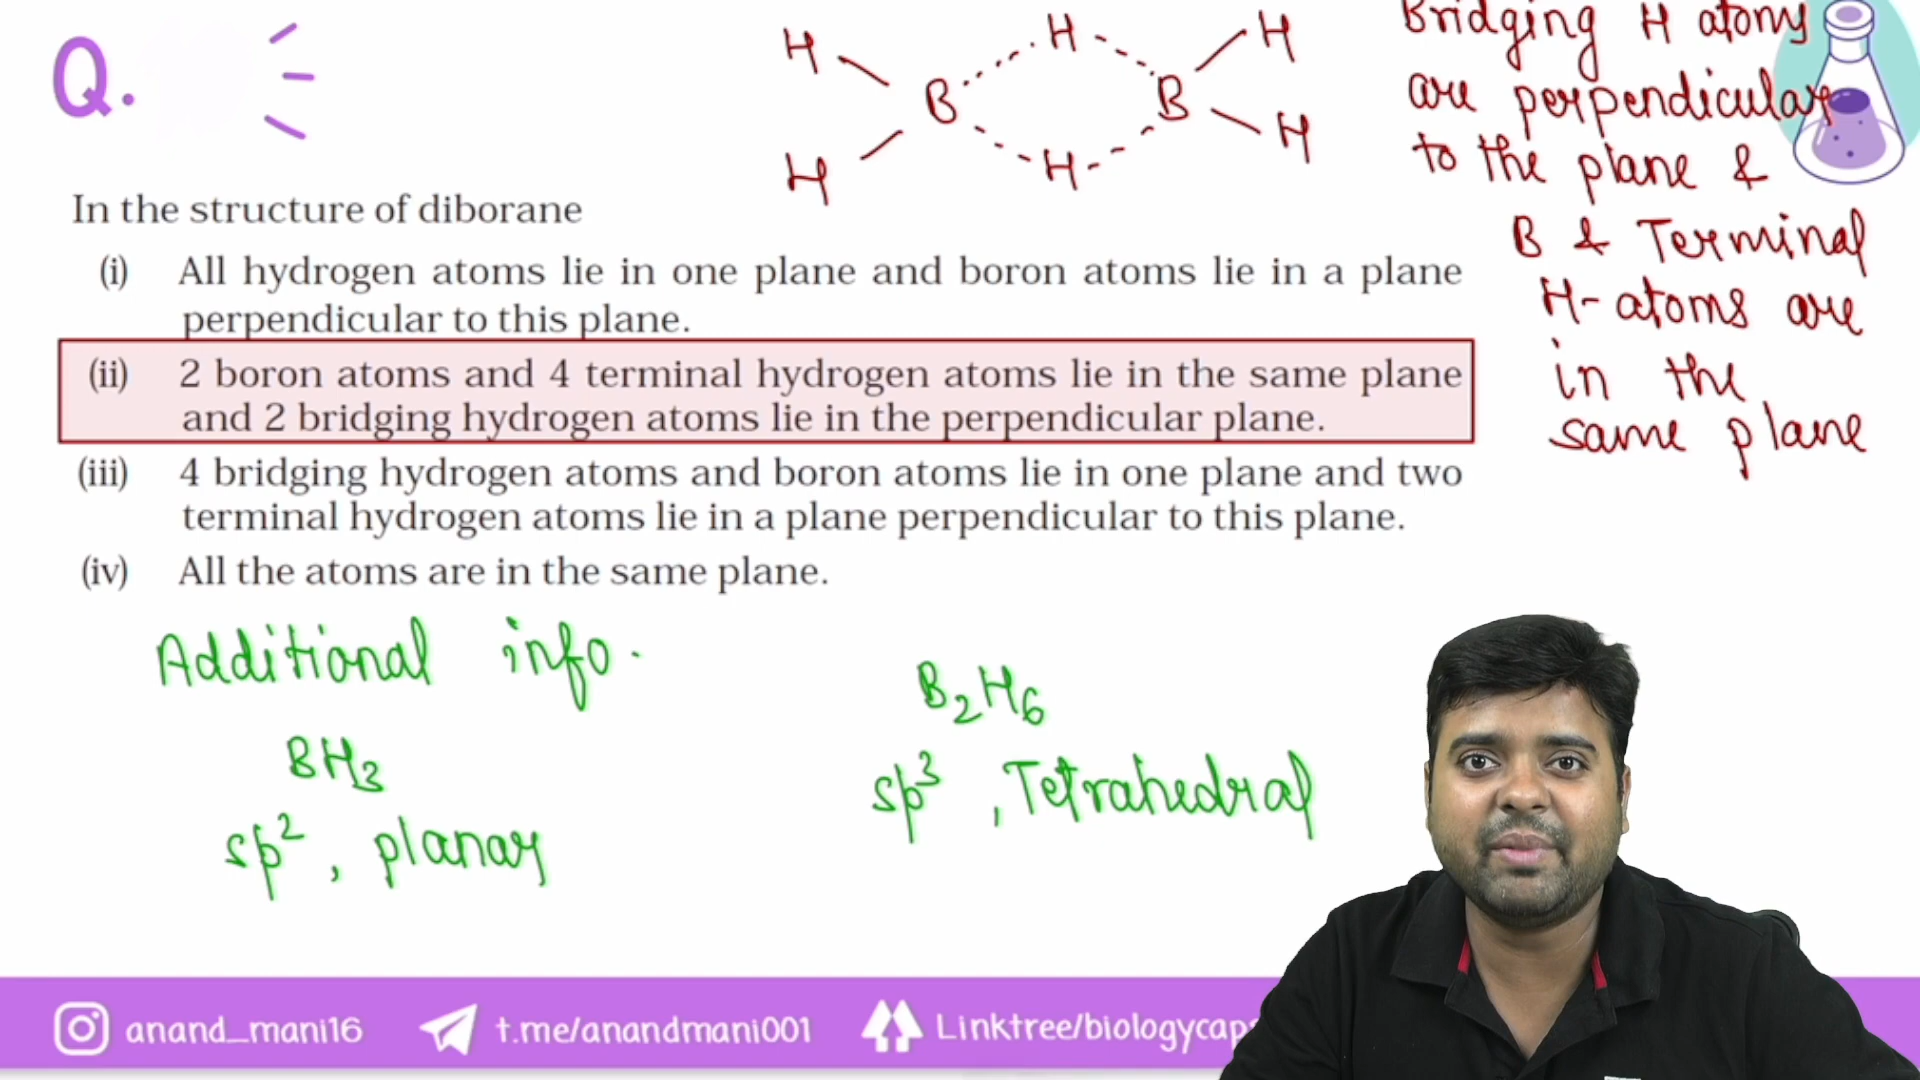 Q.
H H H
B B
H H H
Bridging H atoms
are perpendicular
to the plane &
B & Terminal
H-atoms are
in the
same plane
In the structure of diborane
(i) All hydrogen atoms lie in one plane and boron atoms lie in a plane
perpendicular to this plane.
(ii) 2 boron atoms and 4 terminal hydrogen atoms lie in the same plane
and 2 bridging hydrogen atoms lie in the perpendicular plane.
(iii) 4 bridging hydrogen atoms and boron atoms lie in one plane and two
terminal hydrogen atoms lie in a plane perpendicular to this plane.
(iv) All the atoms are in the same plane.
Additional info.
BH₃
sp², planar
B₂H₆
sp³, Tetrahedral
anand_mani16 t.me/anandmani001 Linktree/biologycap